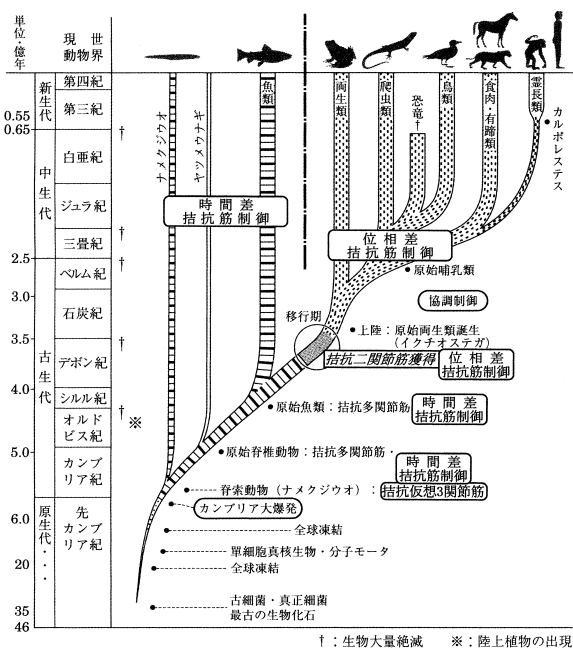 単位・億年
現世
動物界
新生代
第四紀
第三紀
0.55
0.65
†
中生代
白亜紀
ジュラ紀
†
三畳紀
2.5
†
古生代
ペルム紀
3.0
石炭紀
3.5
†
デボン紀
4.0
シルル紀
†
※
オルド
ビス紀
5.0
カンブ
リア紀
原生代・・・
先
カンブ
リア紀
6.0
20
35
46
ナメクジウオ
ヤツメウナギ
魚類
両生類
爬虫類
恐竜†
鳥類
食肉・有蹄類
霊長類
カルポレステス
時間差
拮抗筋制御
位相差
拮抗筋制御
原始哺乳類
協調制御
移行期
上陸：原始両生類誕生
（イクチオステガ）
拮抗二関節筋獲得
位相差
拮抗筋制御
原始魚類：拮抗多関節筋
時間差
拮抗筋制御
原始脊椎動物：拮抗多関節筋・
時間差
拮抗筋制御
脊索動物（ナメクジウオ）：
拮抗仮想3関節筋
カンブリア大爆発
全球凍結
單細胞真核生物・分子モータ
全球凍結
古細菌・真正細菌
最古の生物化石
†：生物大量絶滅　※：陸上植物の出現